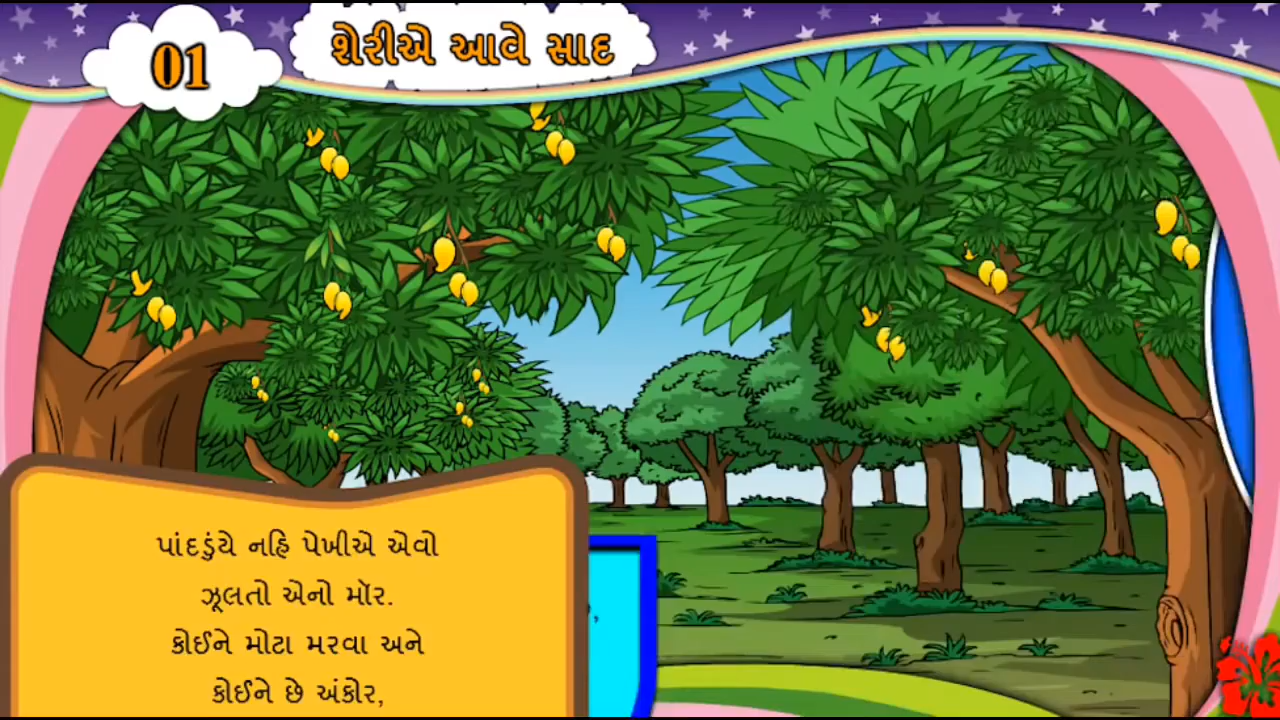 01
શેરીએ આવે સાદ
પાંદડુંયે નહિ પેખીએ એવો
ઝૂલતો એનો મૉર.
કોઈને મોટા મરવા અને
કોઈને છે અંકોર,